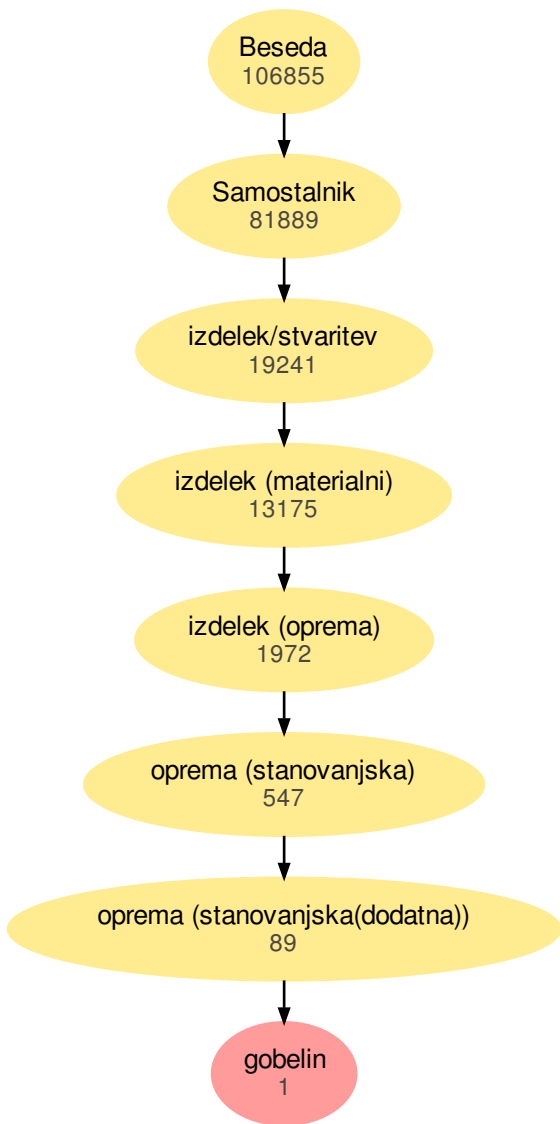 Beseda
106855
Samostalnik
81889
izdelek/stvaritev
19241
izdelek (materialni)
13175
izdelek (oprema)
1972
oprema (stanovanjska)
547
oprema (stanovanjska(dodatna))
89
gobelin
1